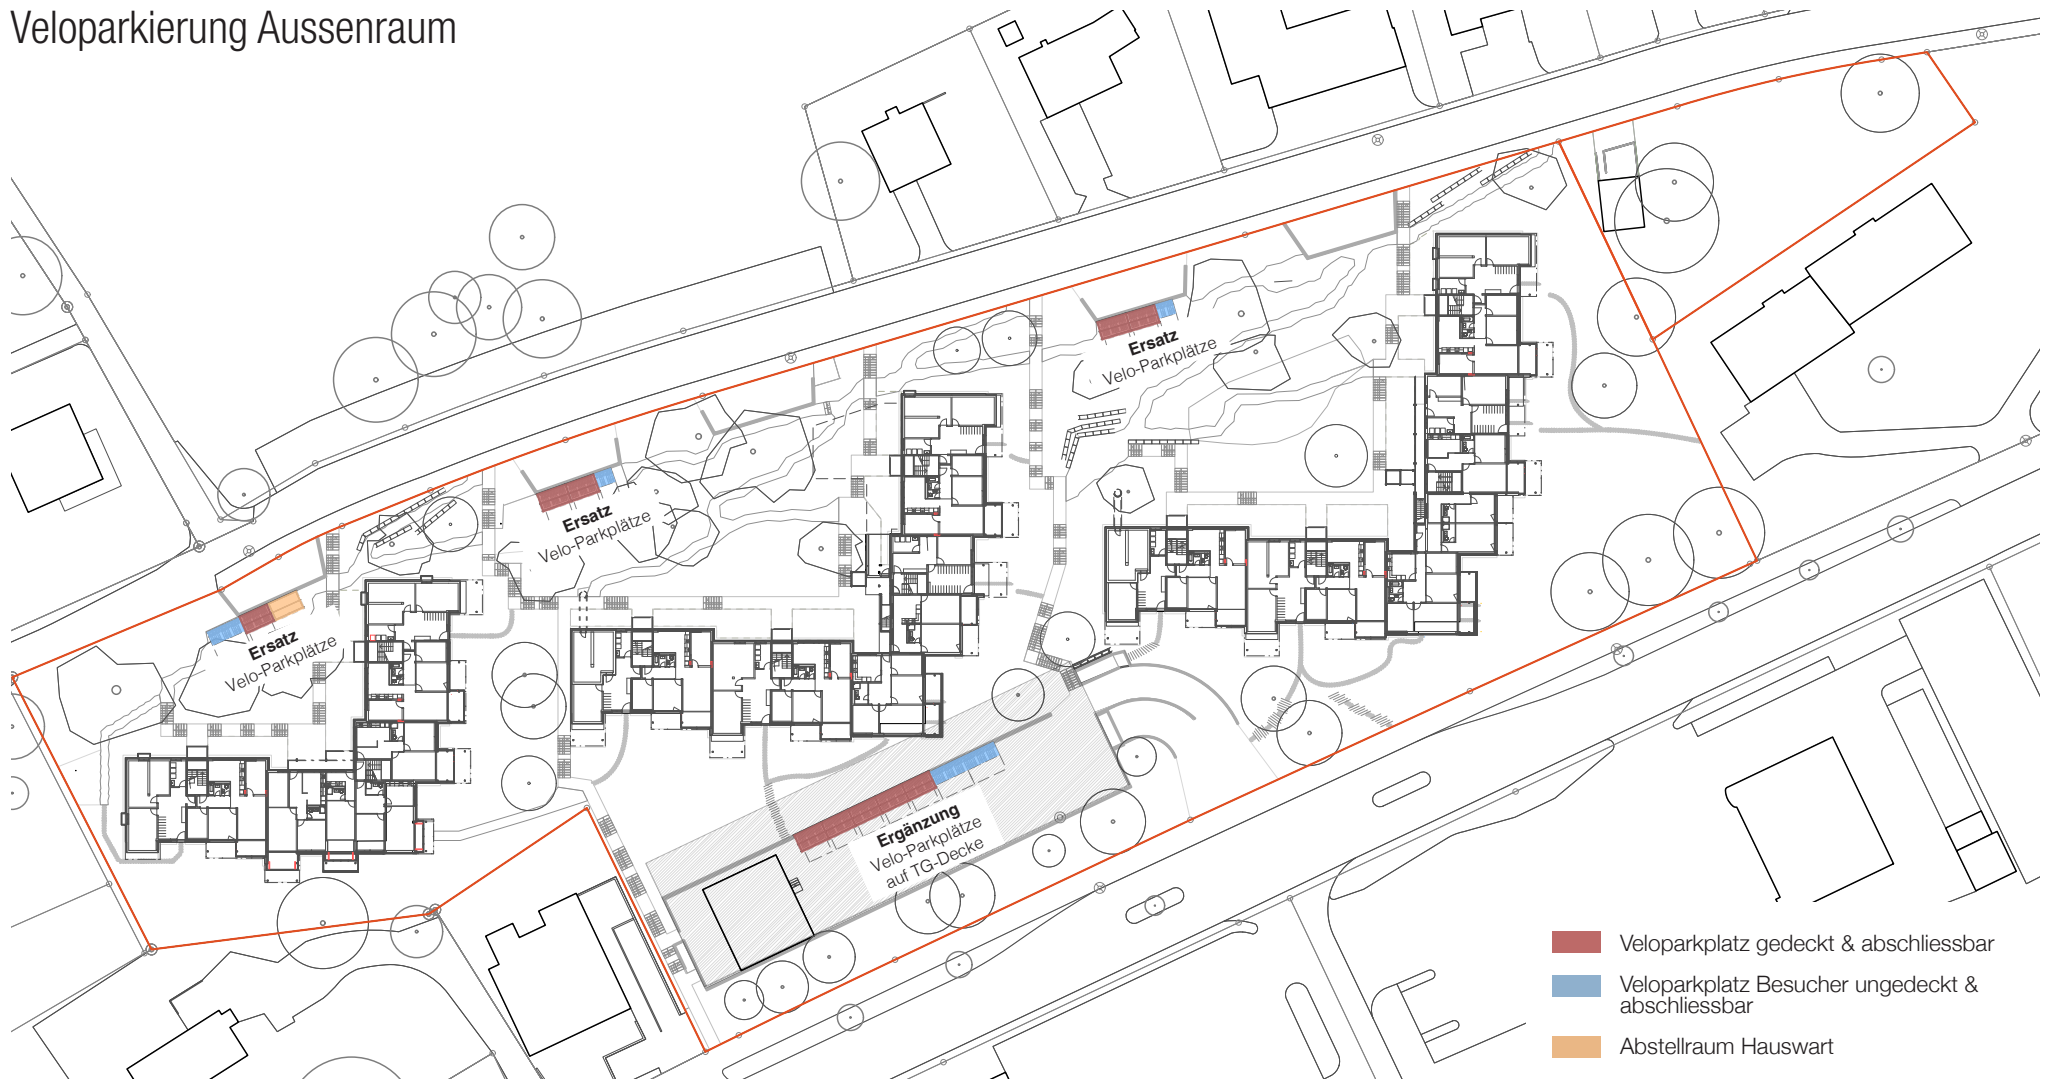 Veloparkierung Aussenraum
Ersatz
Velo-Parkplätze
Ersatz
Velo-Parkplätze
Ersatz
Velo-Parkplätze
Ergänzung
Velo-Parkplätze
auf TG-Decke
Veloparkplatz gedeckt & abschliessbar
Veloparkplatz Besucher ungedeckt &
abschliessbar
Abstellraum Hauswart